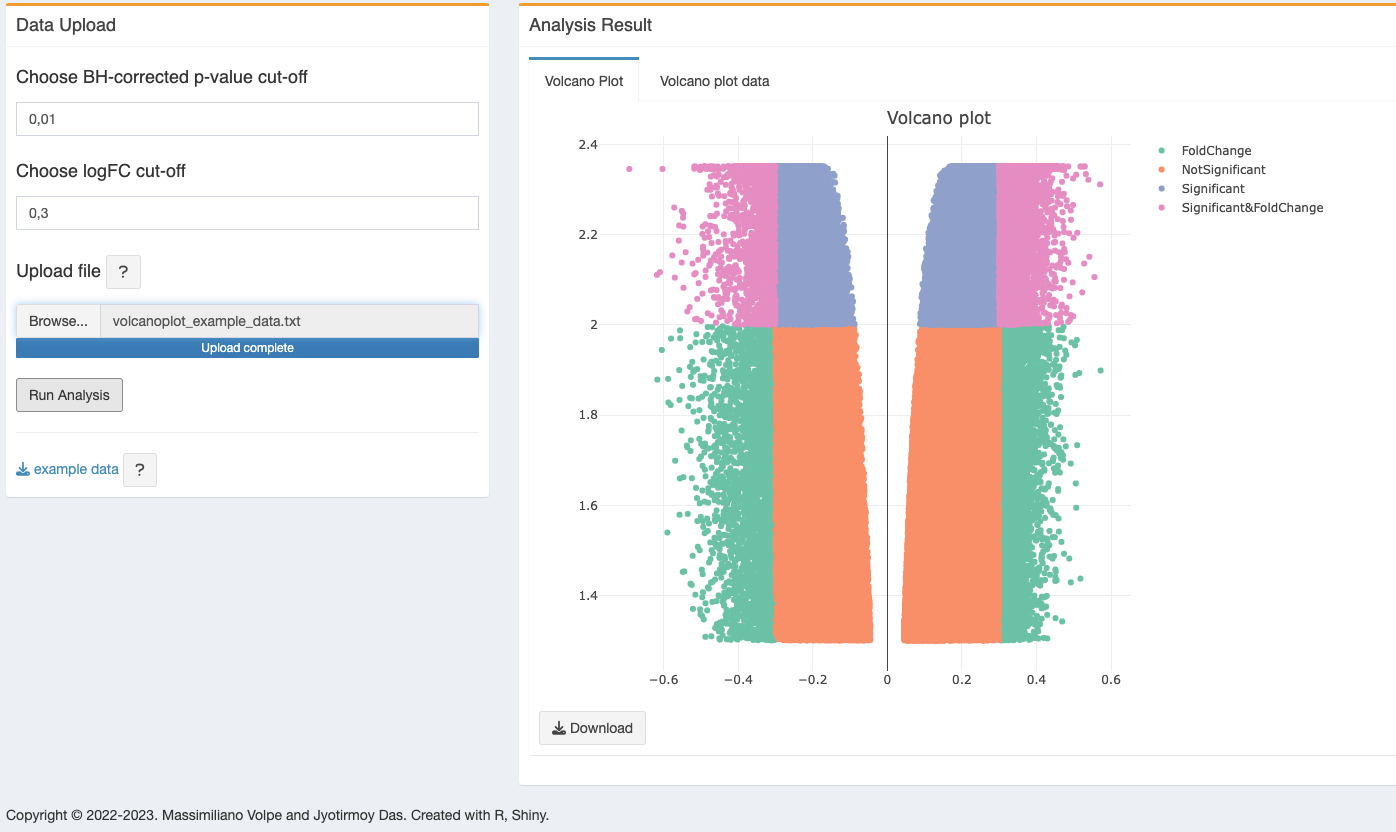 Data Upload
Choose BH-corrected p-value cut-off
0,01
Choose logFC cut-off
0,3
Upload file ?
Browse... volcanoplot_example_data.txt
Upload complete
Run Analysis
example data ?
Analysis Result
Volcano Plot Volcano plot data
Volcano plot
2.4
2.2
2
1.8
1.6
1.4
−0.6 −0.4 −0.2 0 0.2 0.4 0.6
FoldChange
NotSignificant
Significant
Significant&FoldChange
Download
Copyright © 2022-2023. Massimiliano Volpe and Jyotirmoy Das. Created with R, Shiny.